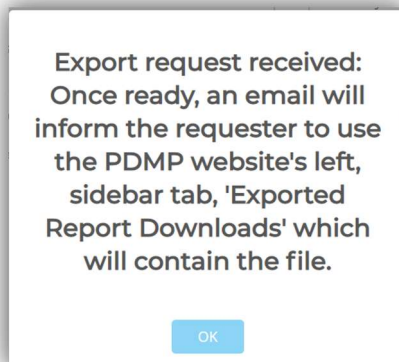 Export request received:
Once ready, an email will
inform the requester to use
the PDMP website's left,
sidebar tab, 'Exported
Report Downloads' which
will contain the file.
OK